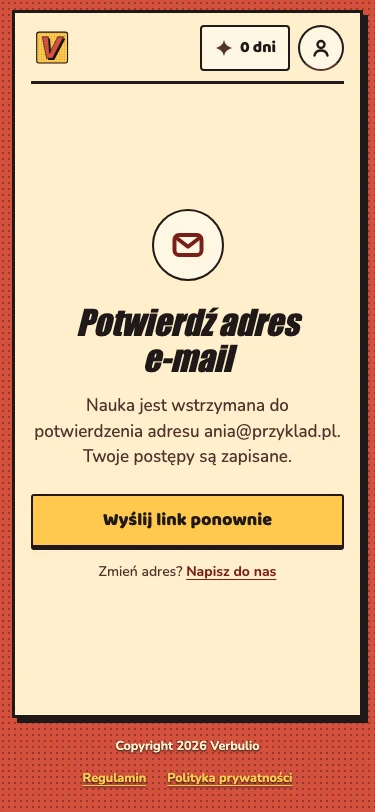 V
0 dni
Potwierdź adres
e-mail
Nauka jest wstrzymana do
potwierdzenia adresu ania@przyklad.pl.
Twoje postępy są zapisane.
Wyślij link ponownie
Zmień adres? Napisz do nas
Copyright 2026 Verbulio
Regulamin Polityka prywatności